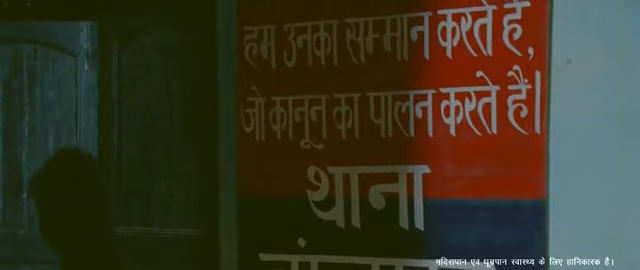 हम उनका सम्मान करते हैं,
जो कानून का पालन करते हैं।
थाना
मदिरापान एवं धूम्रपान स्वास्थ्य के लिए हानिकारक है।